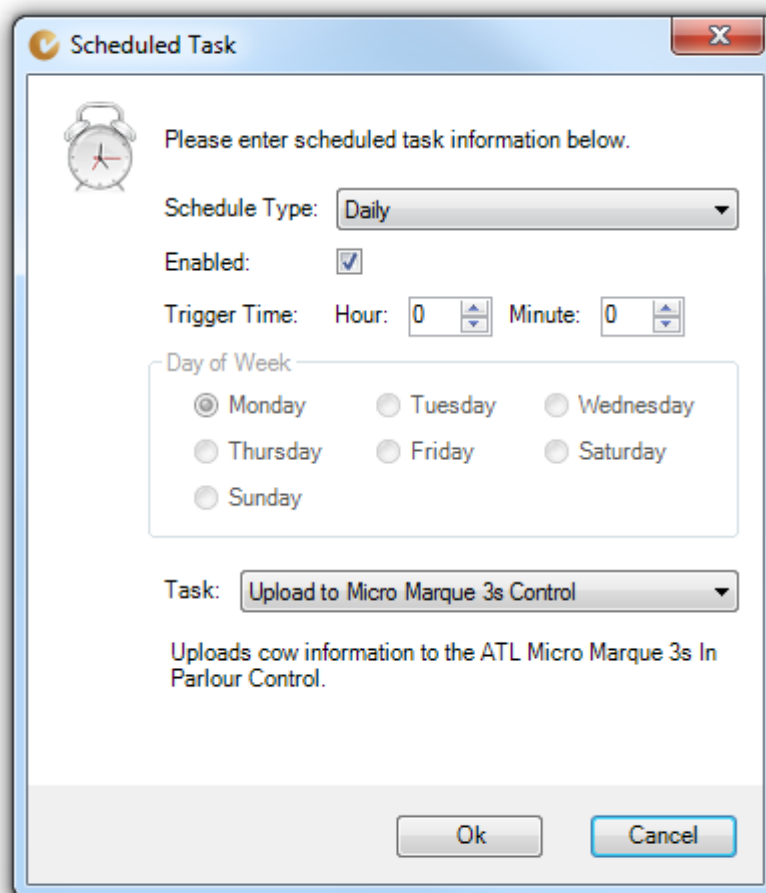 Scheduled Task
Please enter scheduled task information below.
Schedule Type: Daily
Enabled:
Trigger Time: Hour: 0 Minute: 0
Day of Week
Monday Tuesday Wednesday
Thursday Friday Saturday
Sunday
Task: Upload to Micro Marque 3s Control
Uploads cow information to the ATL Micro Marque 3s In
Parlour Control.
Ok Cancel